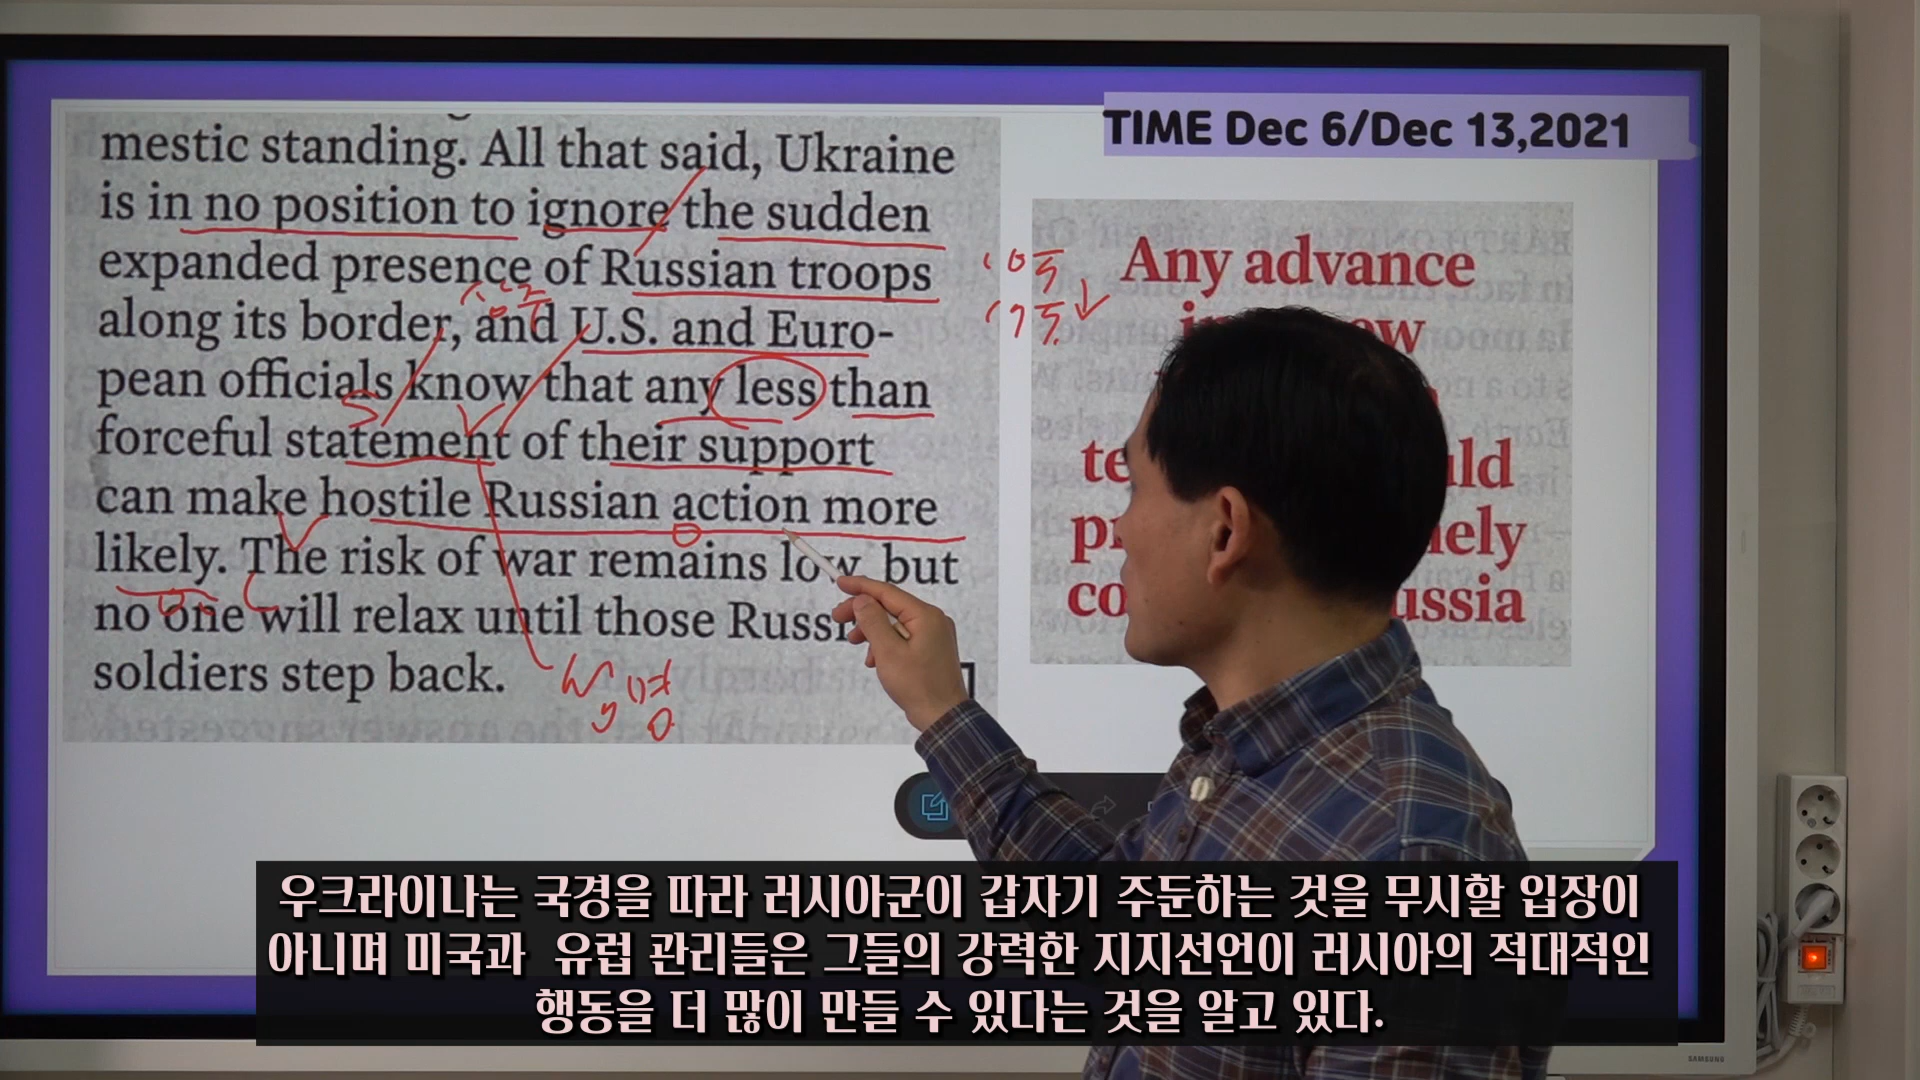 mestic standing. All that said, Ukraine
is in no position to ignore the sudden
expanded presence of Russian troops
along its border, and U.S. and Euro-
pean officials know that any less than
forceful statement of their support
can make hostile Russian action more
likely. The risk of war remains low, but
no one will relax until those Russi
soldiers step back.
TIME Dec 6/Dec 13,2021
Any advance
ussia
SAMSUNG
우크라이나는 국경을 따라 러시아군이 갑자기 주둔하는 것을 무시할 입장이
아니며 미국과 유럽 관리들은 그들의 강력한 지지선언이 러시아의 적대적인
행동을 더 많이 만들 수 있다는 것을 알고 있다.